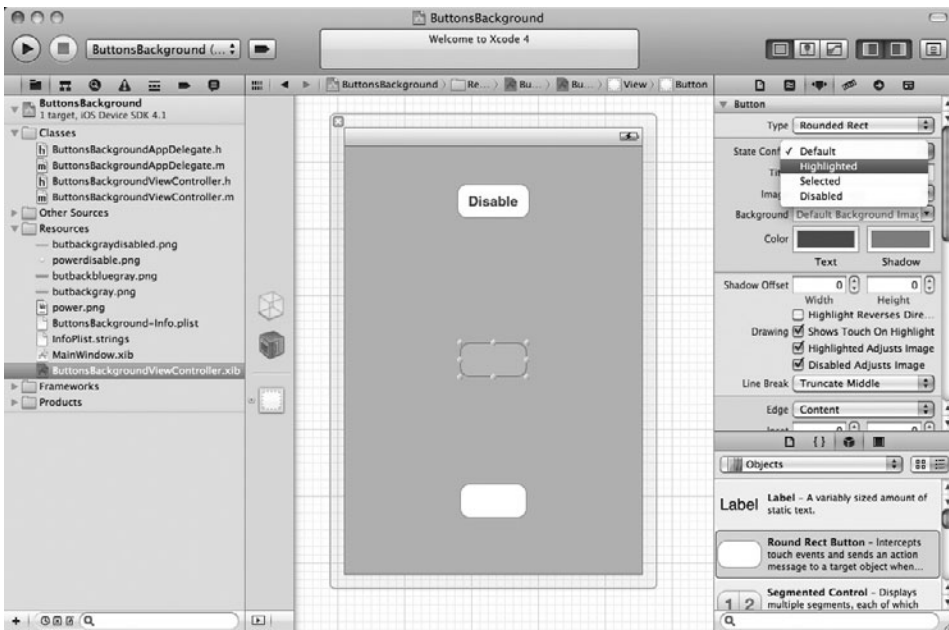 ButtonsBackground
Welcome to Xcode 4
ButtonsBackground (...
ButtonsBackground
Re...
Bu...
Bu...
View
Button
ButtonsBackground
1 target, iOS Device SDK 4.1
Classes
h ButtonsBackgroundAppDelegate.h
m ButtonsBackgroundAppDelegate.m
h ButtonsBackgroundViewController.h
m ButtonsBackgroundViewController.m
Other Sources
Resources
butbackgraydisabled.png
powerdisable.png
butbackbluegray.png
butbackgray.png
power.png
ButtonsBackground-Info.plist
InfoPlist.strings
MainWindow.xib
ButtonsBackgroundViewController.xib
Frameworks
Products
Disable
Button
Type Rounded Rect
State Conf ✓ Default
Highlighted
Selected
Disabled
Background Default Background Imag
Color
Text Shadow
Shadow Offset 0 0
Width Height
Highlight Reverses Dire...
Drawing Shows Touch On Highlight
Highlighted Adjusts Image
Disabled Adjusts Image
Line Break Truncate Middle
Edge Content
0 0
Objects
Label Label – A variably sized amount of
static text.
Round Rect Button – Intercepts
touch events and sends an action
message to a target object when...
1 2 Segmented Control – Displays
multiple segments, each of which